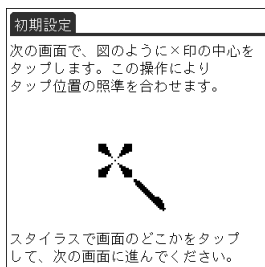 初期設定
次の画面で、図のように×印の中心を
タップします。この操作により
タップ位置の照準を合わせます。
スタイラスで画面のどこかをタップ
して、次の画面に進んでください。